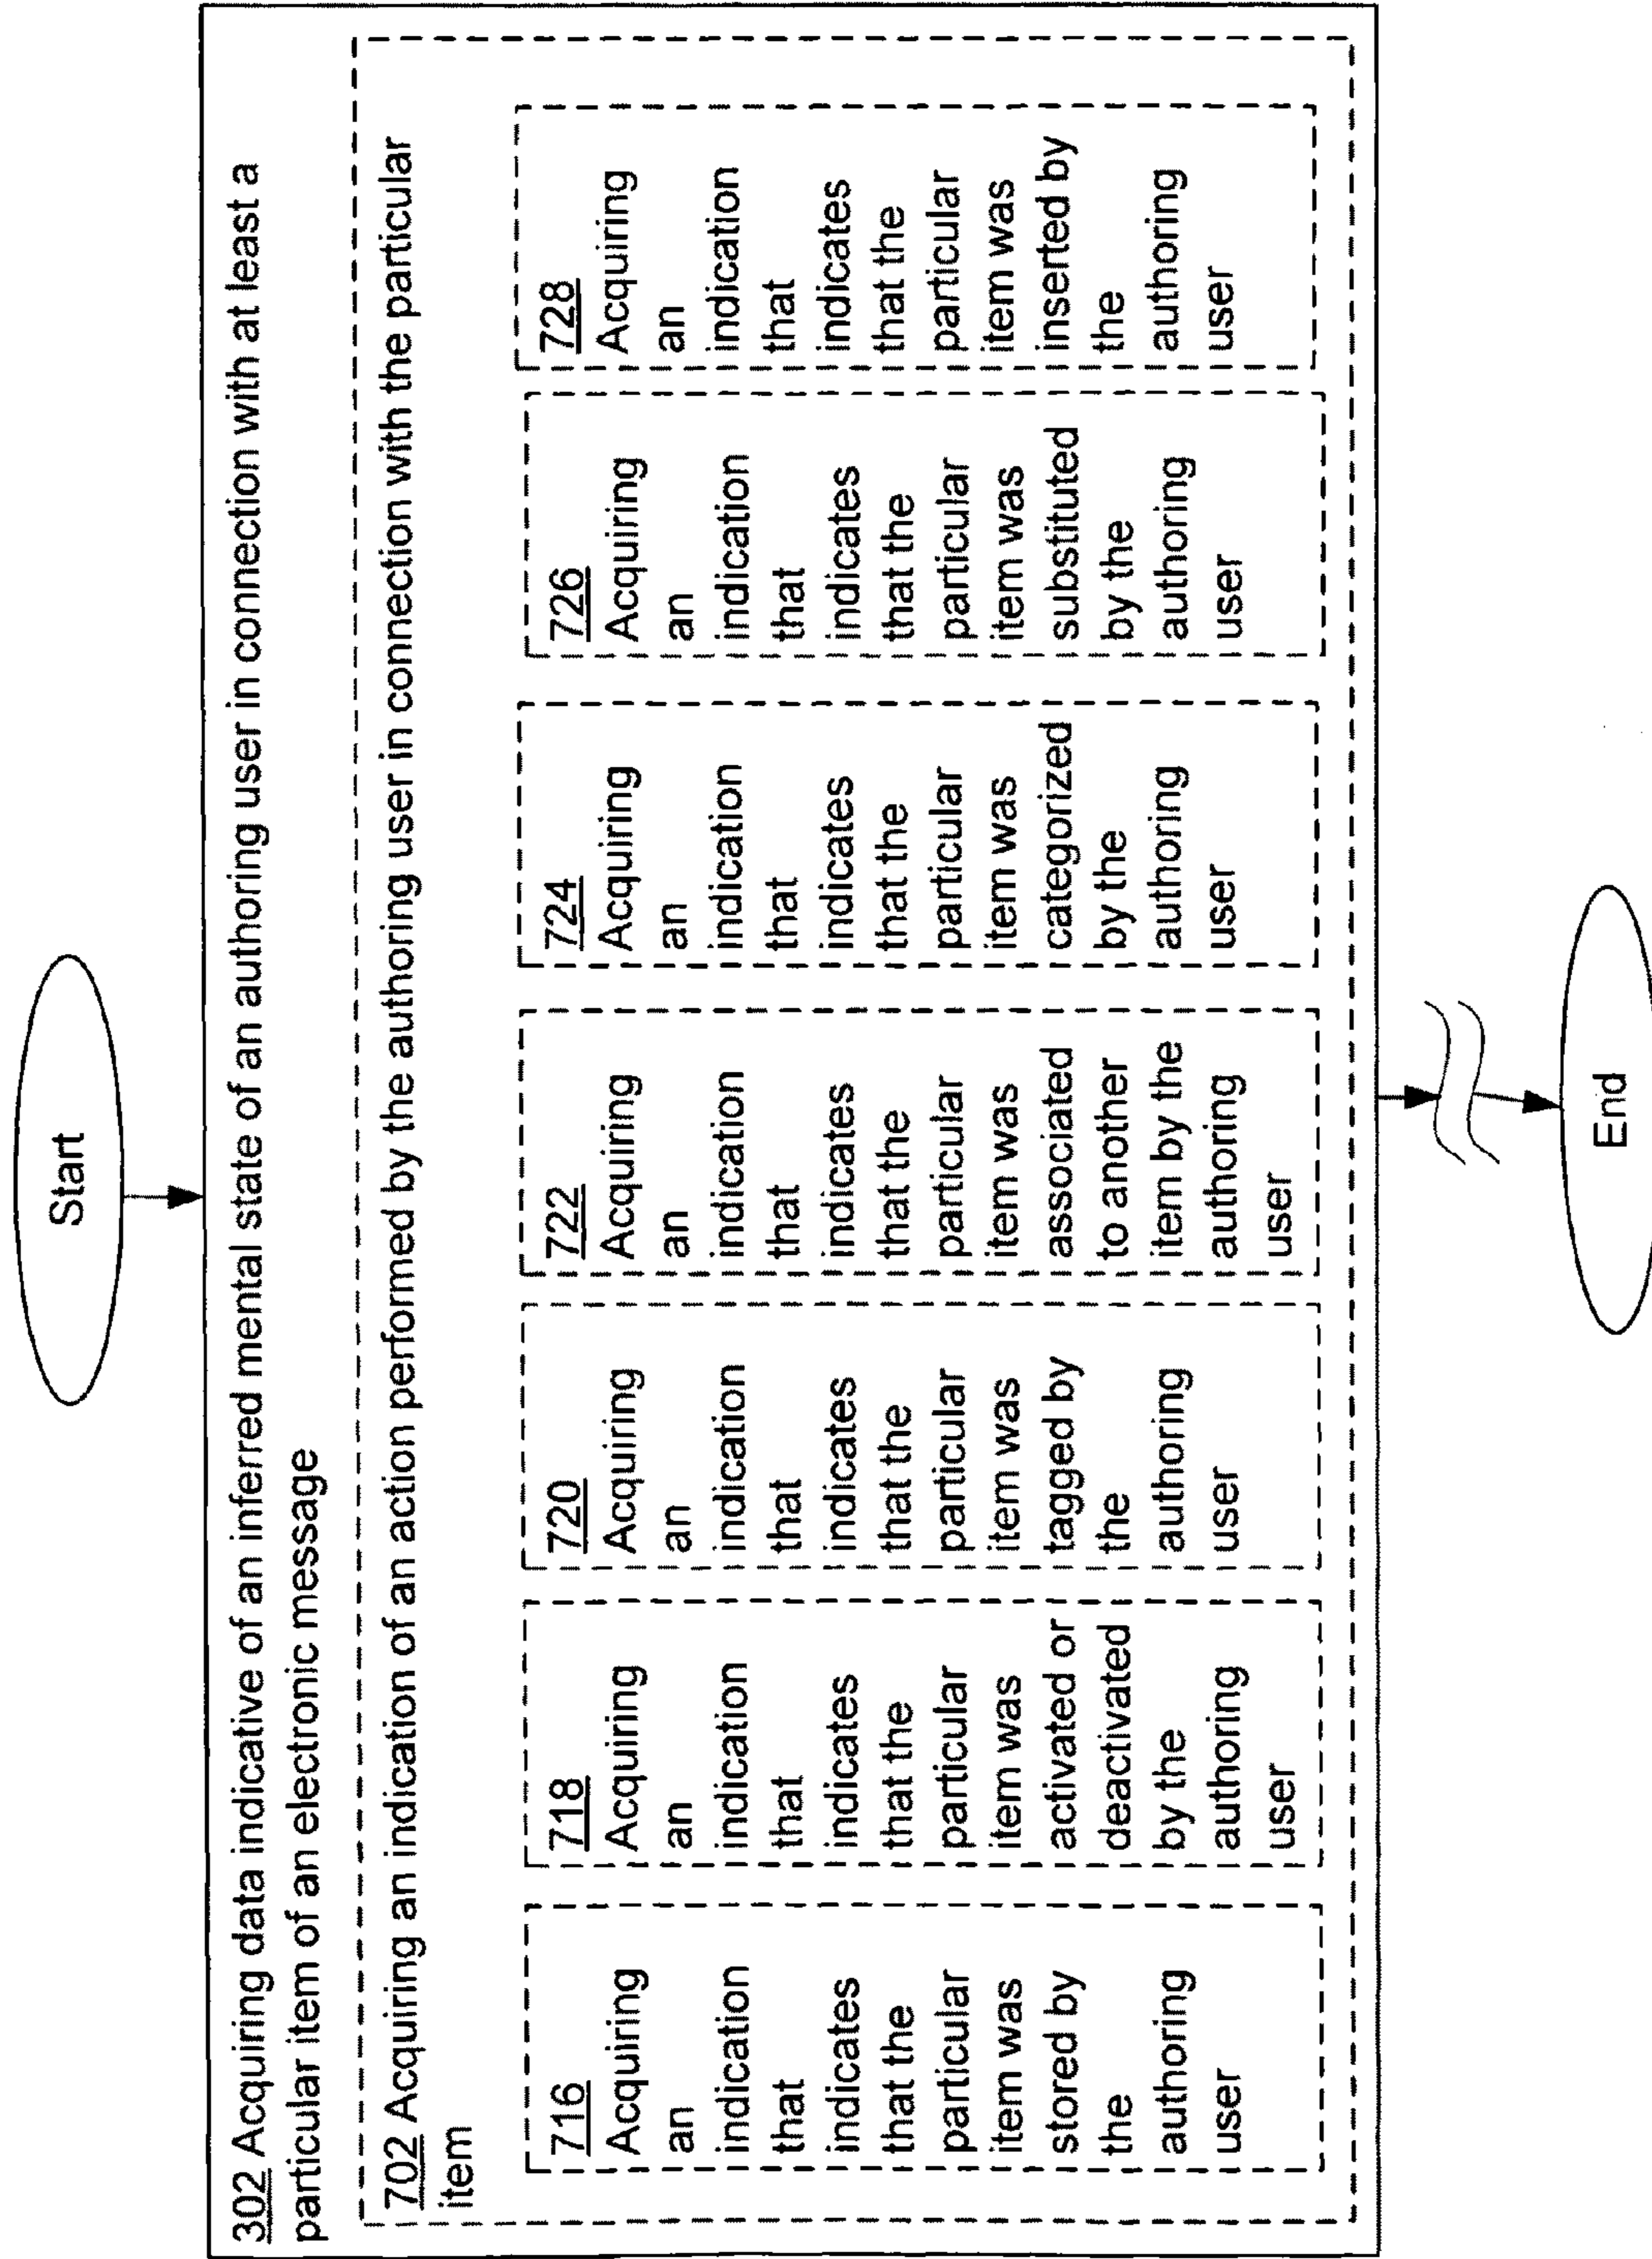 Start
302 Acquiring data indicative of an inferred mental state of an authoring user in connection with at least a
particular item of an electronic message
702 Acquiring an indication of an action performed by the authoring user in connection with the particular
item
716
Acquiring
an
indication
that
indicates
that the
particular
item was
stored by
the
authoring
user
718
Acquiring
an
indication
that
indicates
that the
particular
item was
activated or
deactivated
by the
authoring
user
720
Acquiring
an
indication
that
indicates
that the
particular
item was
tagged by
the
authoring
user
722
Acquiring
an
indication
that
indicates
that the
particular
item was
associated
to another
item by the
authoring
user
724
Acquiring
an
indication
that
indicates
that the
particular
item was
categorized
by the
authoring
user
726
Acquiring
an
indication
that
indicates
that the
particular
item was
substituted
by the
authoring
user
728
Acquiring
an
indication
that
indicates
that the
particular
item was
inserted by
the
authoring
user
End